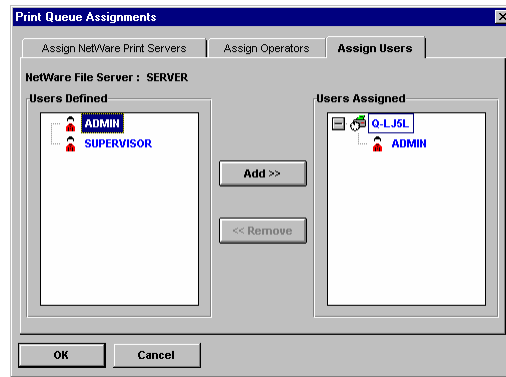 Print Queue Assignments
Assign NetWare Print Servers
Assign Operators
Assign Users
NetWare File Server : SERVER
Users Defined
ADMIN
SUPERVISOR
Add >>
<< Remove
Users Assigned
Q-LJ5L
ADMIN
OK
Cancel